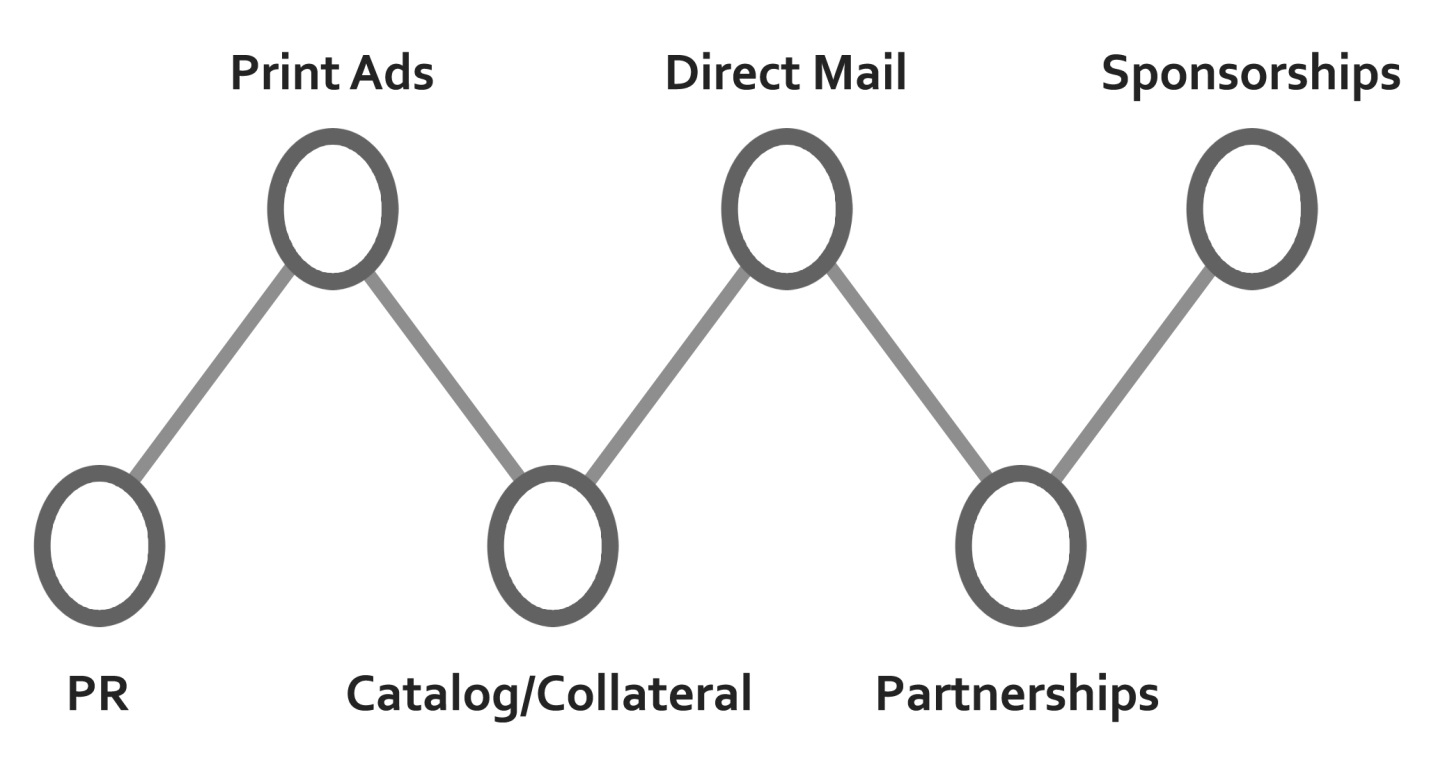 Print Ads
Direct Mail
Sponsorships
PR
Catalog/Collateral
Partnerships